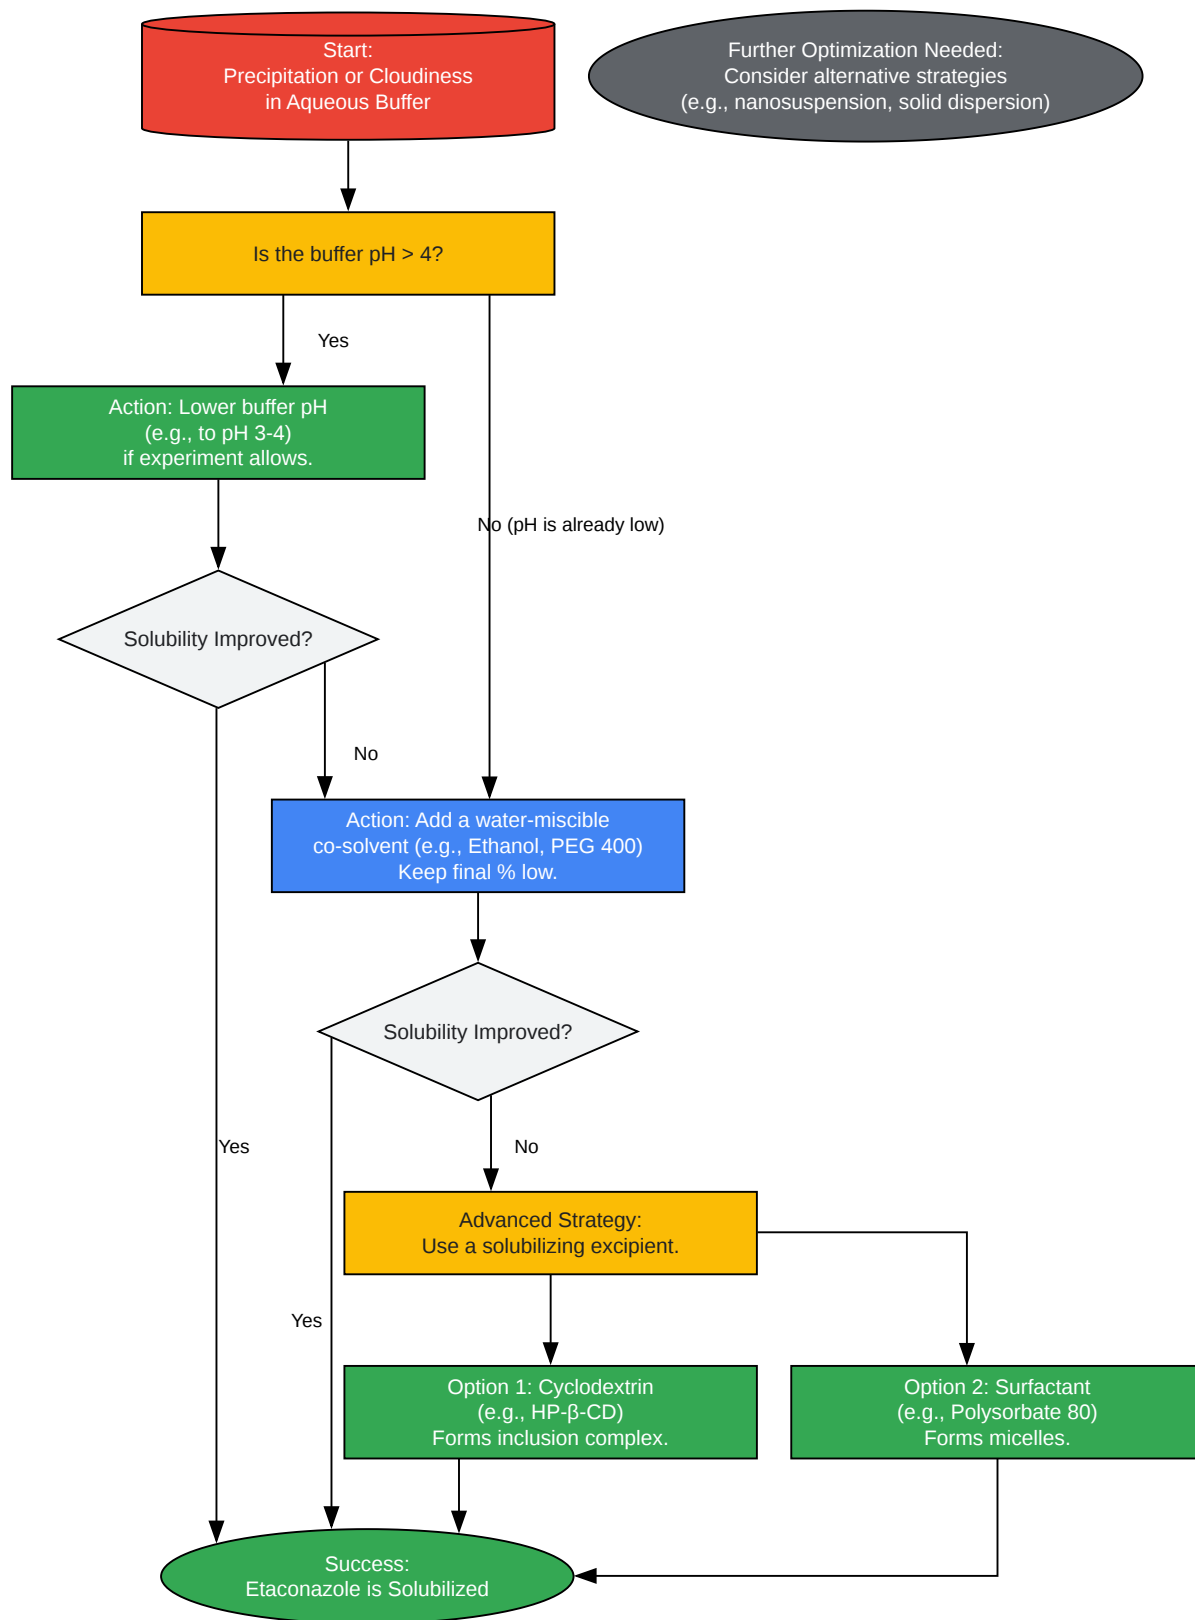 Start:
Precipitation or Cloudiness
in Aqueous Buffer
Further Optimization Needed:
Consider alternative strategies
(e.g., nanosuspension, solid dispersion)
Is the buffer pH > 4?
Yes
Action: Lower buffer pH
(e.g., to pH 3-4)
if experiment allows.
No (pH is already low)
Solubility Improved?
No
Action: Add a water-miscible
co-solvent (e.g., Ethanol, PEG 400)
Keep final % low.
Solubility Improved?
Yes
No
Advanced Strategy:
Use a solubilizing excipient.
Yes
Option 1: Cyclodextrin
(e.g., HP-β-CD)
Forms inclusion complex.
Option 2: Surfactant
(e.g., Polysorbate 80)
Forms micelles.
Success:
Etaconazole is Solubilized